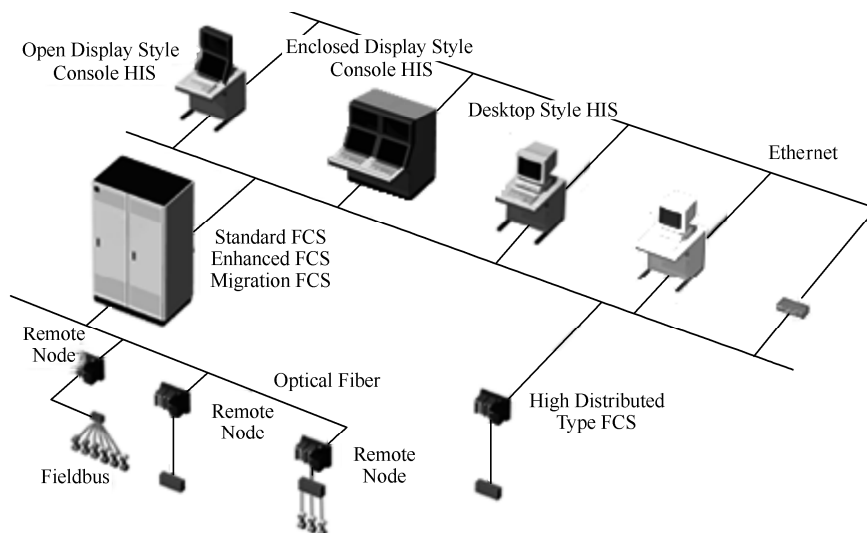 Open Display Style
Console HIS
Enclosed Display Style
Console HIS
Desktop Style HIS
Ethernet
Standard FCS
Enhanced FCS
Migration FCS
Remote
Node
Optical Fiber
Remote
Node
High Distributed
Type FCS
Remote
Node
Fieldbus